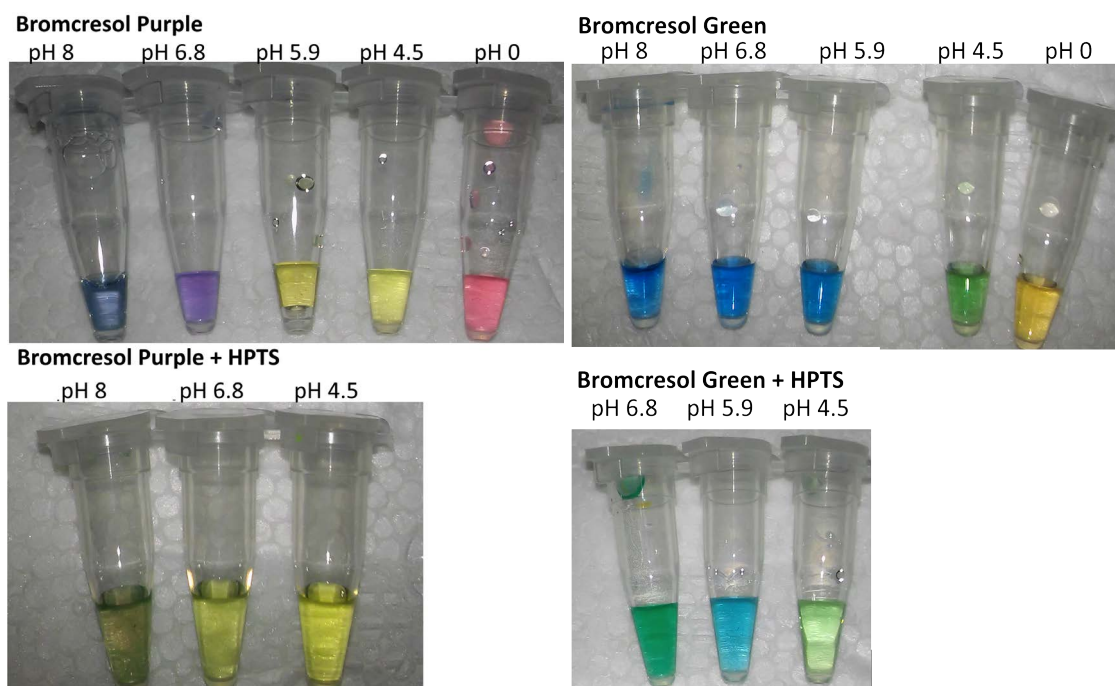 Bromcresol Purple
pH 8 pH 6.8 pH 5.9 pH 4.5 pH 0
Bromcresol Green
pH 8 pH 6.8 pH 5.9 pH 4.5 pH 0
Bromcresol Purple + HPTS
pH 8 pH 6.8 pH 4.5
Bromcresol Green + HPTS
pH 6.8 pH 5.9 pH 4.5